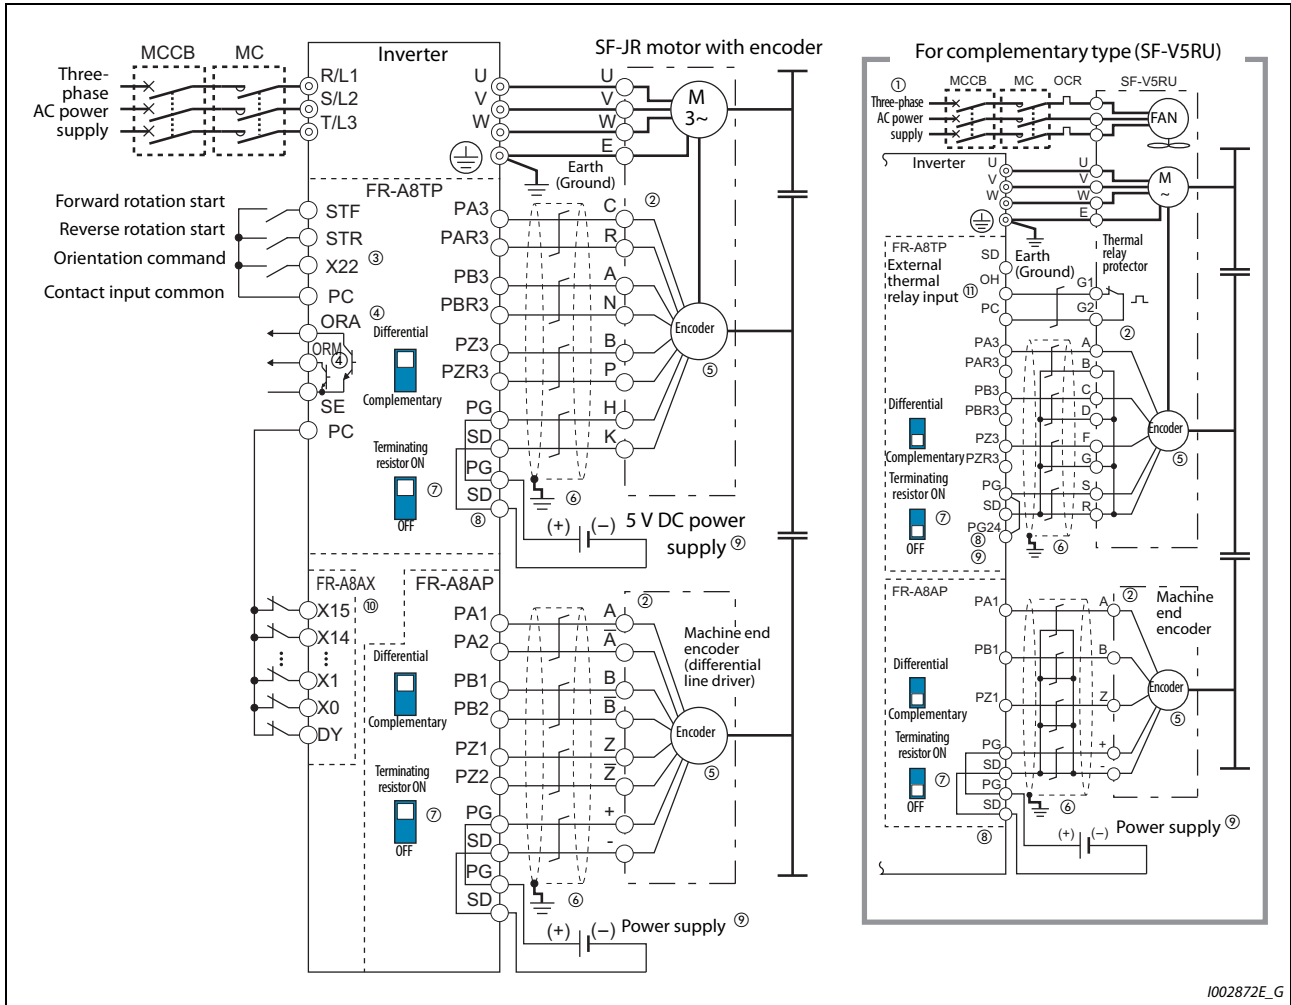 MCCB
MC
Three-
phase
AC power
supply
R/L1
S/L2
T/L3
Inverter
U
V
W
SF-JR motor with encoder
U
V
W
E
M
3~
Earth
(Ground)
Forward rotation start
Reverse rotation start
Orientation command
Contact input common
STF
STR
X22
③
PC
ORA
④
ORM
④
SE
PC
FR-A8TP
PA3
PAR3
PB3
PBR3
PZ3
PZR3
PG
SD
PG
SD
⑧
Differential
Complementary
Terminating
resistor ON
OFF
⑦
C
R
A
N
B
P
H
K
②
Encoder
⑤
⑥
(+)
(−)
5 V DC power
supply ⑨
FR-A8AX
⑩
X15
X14
X1
X0
DY
FR-A8AP
PA1
PA2
PB1
PB2
PZ1
PZ2
PG
SD
PG
SD
Differential
Complementary
Terminating
resistor ON
OFF
⑦
A
A̅
B
B̅
Z
Z̅
+
-
②
Machine end
encoder
(differential
line driver)
Encoder
⑤
⑥
(+)
(−)
Power supply ⑨
For complementary type (SF-V5RU)
①
MCCB
MC
OCR
SF-V5RU
Three-phase
AC power
supply
FAN
Inverter
U
V
W
U
V
W
E
M
~
FR-A8TP
External
thermal
relay input ⑪
SD
OH
PC
Earth
(Ground)
Thermal
relay
protector
G1
G2
②
PA3
PAR3
PB3
PBR3
PZ3
PZR3
PG
SD
PG24
⑧
⑨
A
B
C
D
F
G
S
R
Differential
Complementary
Terminating
resistor ON
OFF
⑦
Encoder
⑤
⑥
FR-A8AP
PA1
PB1
PZ1
PG
SD
PG
SD
⑧
A
B
Z
+
-
②
Machine
end
encoder
Differential
Complementary
Terminating
resistor ON
OFF
⑦
Encoder
⑤
⑥
(+)
(−)
Power supply ⑨
I002872E_G